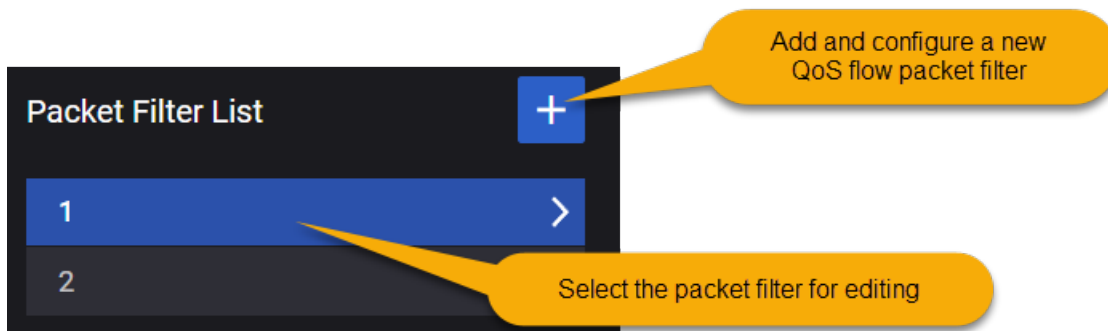 Add and configure a new
QoS flow packet filter
Packet Filter List
+
1
2
Select the packet filter for editing